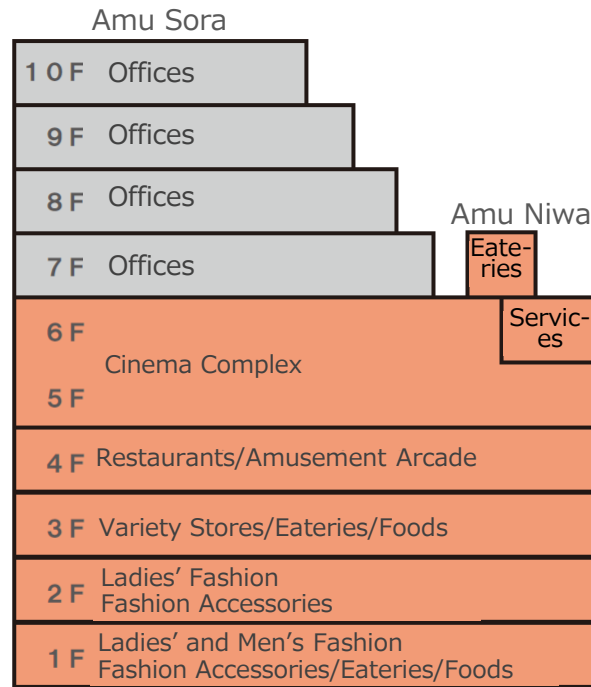 Amu Sora
10F Offices
9F Offices
8F Offices
Amu Niwa
7F Offices
Eate-
ries
Servic-
es
6F
Cinema Complex
5F
4F Restaurants/Amusement Arcade
3F Variety Stores/Eateries/Foods
2F Ladies’ Fashion
Fashion Accessories
1F Ladies’ and Men’s Fashion
Fashion Accessories/Eateries/Foods